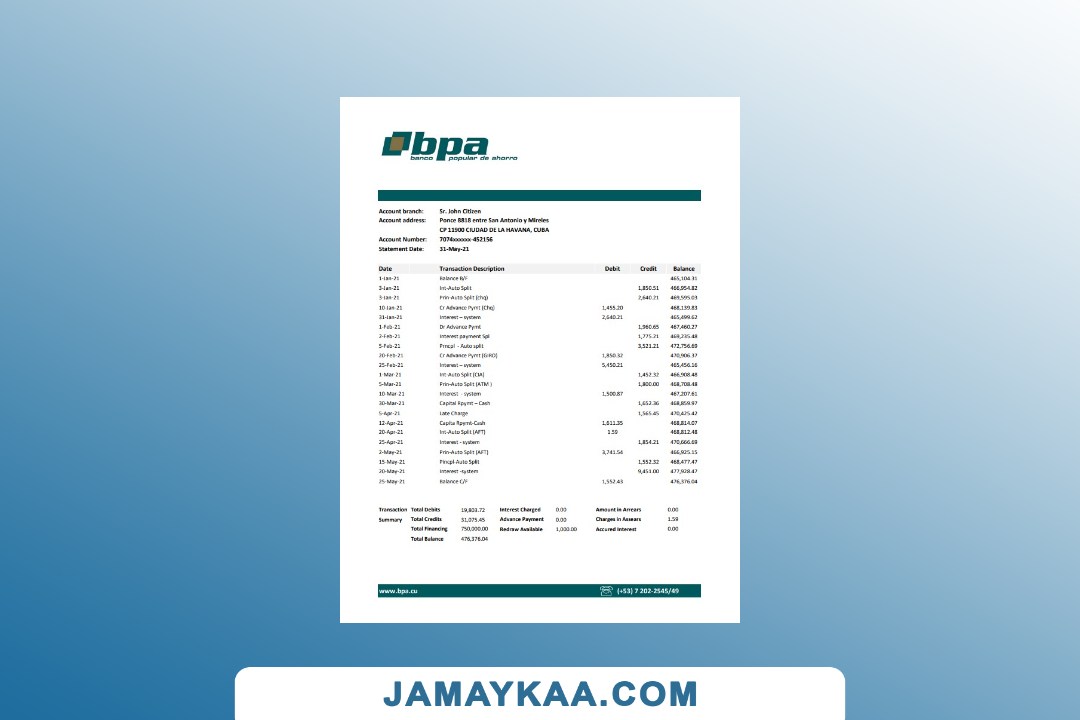 bpa
banco popular de ahorro
Account branch: Sr. John Citizen
Account address: Ponce 8818 entre San Antonio y Mireles
CP 11900 CIUDAD DE LA HAVANA, CUBA
Account Number: 7074xxxxxx-452156
Statement Date: 31-May-21
Date Transaction Description Debit Credit Balance
1-Jan-21 Balance B/F 465,104.31
3-Jan-21 Int-Auto Split 1,850.51 466,954.82
3-Jan-21 Prin-Auto Split (chq) 2,640.21 469,595.03
10-Jan-21 Cr Advance Pymt (Chq) 1,455.20 468,139.83
31-Jan-21 Interest – system 2,640.21 465,499.62
1-Feb-21 Dr Advance Pymt 1,960.65 467,460.27
2-Feb-21 Interest payment Spl 1,775.21 469,235.48
5-Feb-21 Prncpl - Auto split 3,521.21 472,756.69
20-Feb-21 Cr Advance Pymt (GIRO) 1,850.32 470,906.37
25-Feb-21 Interest – system 5,450.21 465,456.16
1-Mar-21 Int-Auto Split (CIA) 1,452.32 466,908.48
5-Mar-21 Prin-Auto Split (ATM ) 1,800.00 468,708.48
10-Mar-21 Interest - system 1,500.87 467,207.61
30-Mar-21 Capital Rpymt – Cash 1,652.36 468,859.97
5-Apr-21 Late Charge 1,565.45 470,425.42
12-Apr-21 Capita Rpymt-Cash 1,611.35 468,814.07
20-Apr-21 Int-Auto Split (AFT) 1.59 468,812.48
25-Apr-21 Interest - system 1,854.21 470,666.69
2-May-21 Prin-Auto Split (AFT) 3,741.54 466,925.15
15-May-21 Pincpl-Auto Split 1,552.32 468,477.47
20-May-21 Interest -system 9,451.00 477,928.47
25-May-21 Balance C/F 1,552.43 476,376.04
Transaction Total Debits 19,803.72 Interest Charged 0.00 Amount in Arrears 0.00
Summary Total Credits 31,075.45 Advance Payment 0.00 Charges in Assears 1.59
Total Financing 750,000.00 Redraw Available 1,000.00 Accured Interest 0.00
Total Balance 476,376.04
www.bpa.cu (+53) 7 202-2545/49
JAMAYKAA.COM